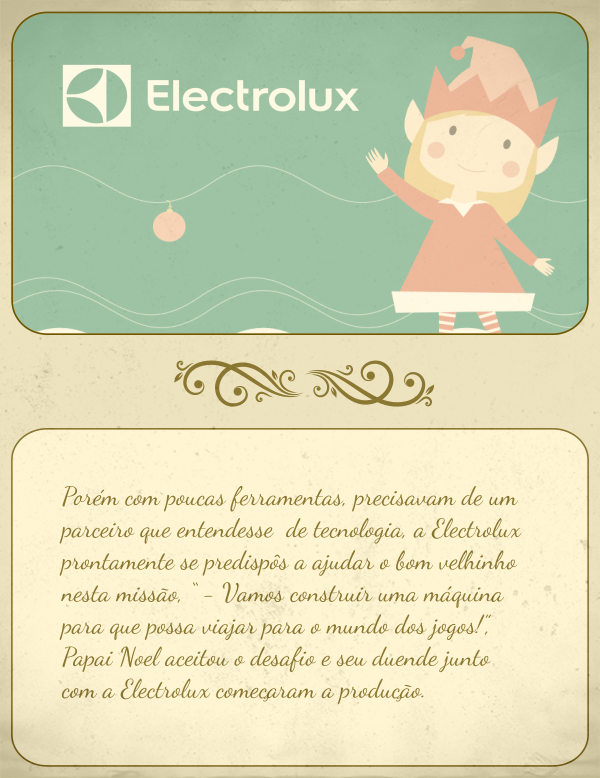 Electrolux
Porém com poucas ferramentas, precisavam de um
parceiro que entendesse de tecnologia, a Electrolux
prontamente se predispôs a ajudar o bom velhinho
nesta missão, " - Vamos construir uma máquina
para que possa viajar para o mundo dos jogos!",
Papai Noel aceitou o desafio e seu duende junto
com a Electrolux começaram a produção.